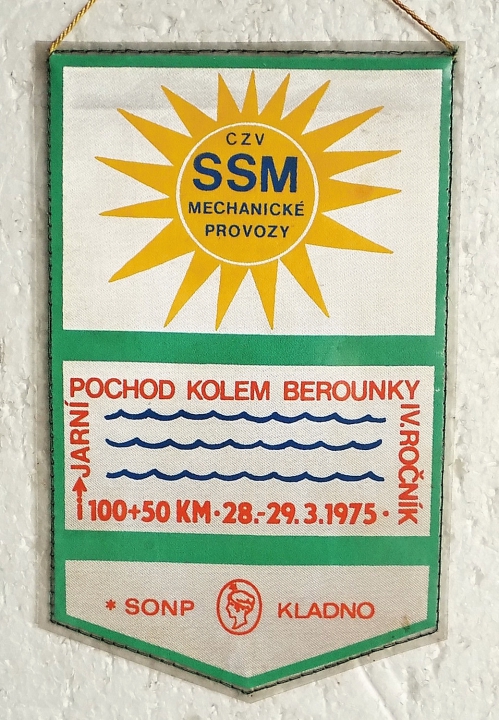 CZV
SSM
MECHANICKÉ
PROVOZY
JARNÍ
POCHOD KOLEM BEROUNKY
IV.ROČNÍK
100+50 KM·28.-29.3.1975·
* SONP KLADNO